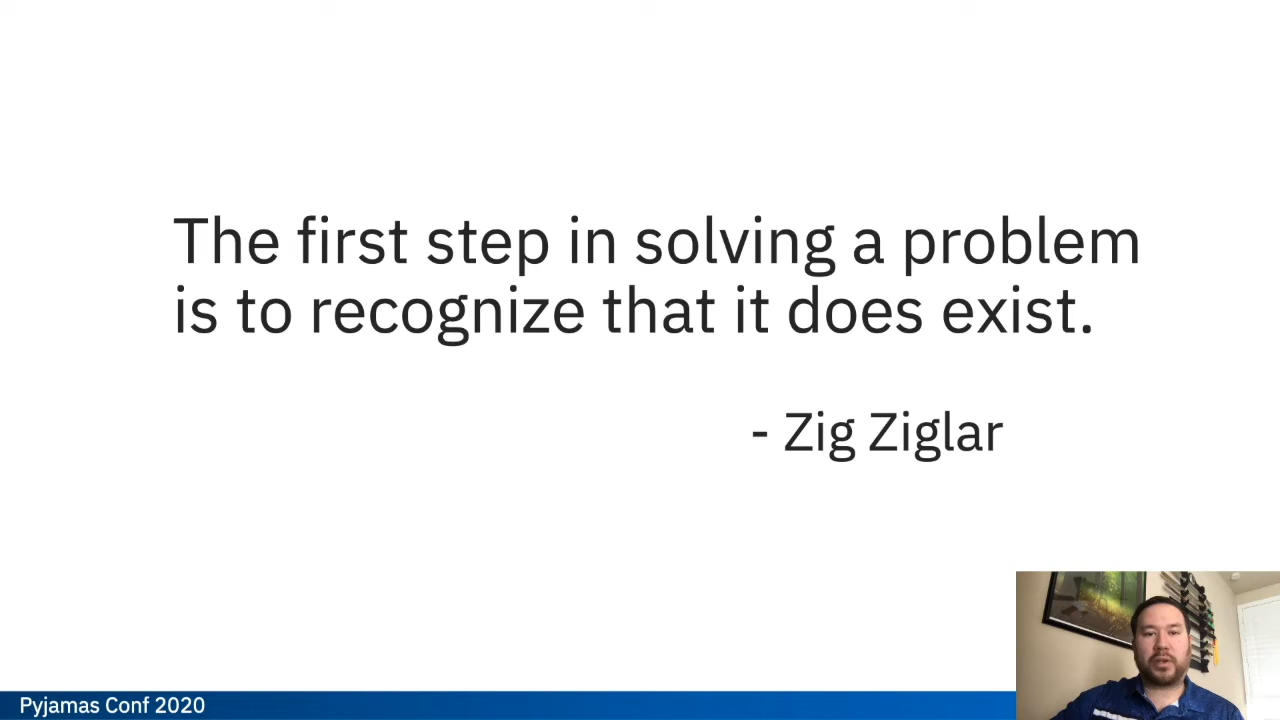 The first step in solving a problem
is to recognize that it does exist.
- Zig Ziglar
Pyjamas Conf 2020